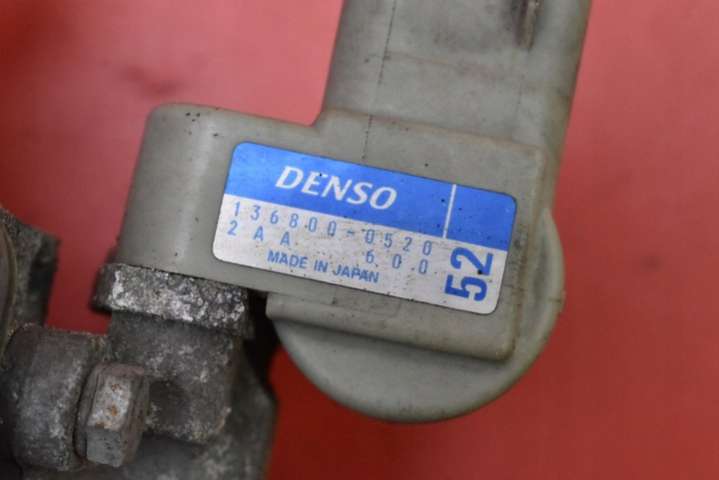 DENSO
136800-0520
2AA 600
MADE IN JAPAN
52